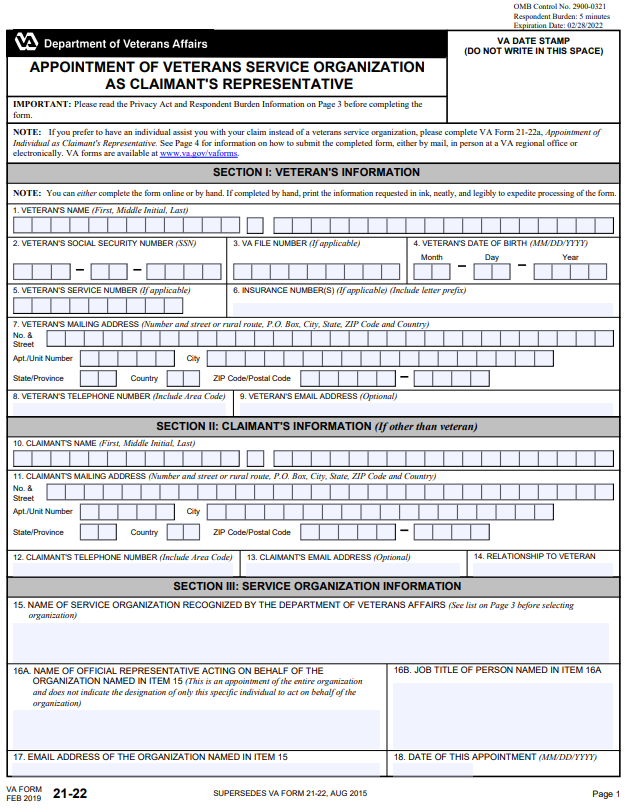 OMB Control No. 2900-0321
Respondent Burden: 5 minutes
Expiration Date: 02/28/2022
VA
Department of Veterans Affairs
VA DATE STAMP
(DO NOT WRITE IN THIS SPACE)
APPOINTMENT OF VETERANS SERVICE ORGANIZATION
AS CLAIMANT'S REPRESENTATIVE
IMPORTANT: Please read the Privacy Act and Respondent Burden Information on Page 3 before completing the
form.
NOTE: If you prefer to have an individual assist you with your claim instead of a veterans service organization, please complete VA Form 21-22a, Appointment of
Individual as Claimant's Representative. See Page 4 for information on how to submit the completed form, either by mail, in person at a VA regional office or
electronically. VA forms are available at www.va.gov/vaforms.
SECTION I: VETERAN'S INFORMATION
NOTE: You can either complete the form online or by hand. If completed by hand, print the information requested in ink, neatly, and legibly to expedite processing of the form.
1. VETERAN'S NAME (First, Middle Initial, Last)
2. VETERAN'S SOCIAL SECURITY NUMBER (SSN)
3. VA FILE NUMBER (If applicable)
4. VETERAN'S DATE OF BIRTH (MM/DD/YYYY)
Month
Day
Year
5. VETERAN'S SERVICE NUMBER (If applicable)
6. INSURANCE NUMBER(S) (If applicable) (Include letter prefix)
7. VETERAN'S MAILING ADDRESS (Number and street or rural route, P.O. Box, City, State, ZIP Code and Country)
No. &
Street
Apt./Unit Number
City
State/Province
Country
ZIP Code/Postal Code
8. VETERAN'S TELEPHONE NUMBER (Include Area Code)
9. VETERAN'S EMAIL ADDRESS (Optional)
SECTION II: CLAIMANT'S INFORMATION (If other than veteran)
10. CLAIMANT'S NAME (First, Middle Initial, Last)
11. CLAIMANT'S MAILING ADDRESS (Number and street or rural route, P.O. Box, City, State, ZIP Code and Country)
No. &
Street
Apt./Unit Number
City
State/Province
Country
ZIP Code/Postal Code
12. CLAIMANT'S TELEPHONE NUMBER (Include Area Code)
13. CLAIMANT'S EMAIL ADDRESS (Optional)
14. RELATIONSHIP TO VETERAN
SECTION III: SERVICE ORGANIZATION INFORMATION
15. NAME OF SERVICE ORGANIZATION RECOGNIZED BY THE DEPARTMENT OF VETERANS AFFAIRS (See list on Page 3 before selecting
organization)
16A. NAME OF OFFICIAL REPRESENTATIVE ACTING ON BEHALF OF THE
ORGANIZATION NAMED IN ITEM 15 (This is an appointment of the entire organization
and does not indicate the designation of only this specific individual to act on behalf of the
organization)
16B. JOB TITLE OF PERSON NAMED IN ITEM 16A
17. EMAIL ADDRESS OF THE ORGANIZATION NAMED IN ITEM 15
18. DATE OF THIS APPOINTMENT (MM/DD/YYYY)
VA FORM
FEB 2019
21-22
SUPERSEDES VA FORM 21-22, AUG 2015
Page 1